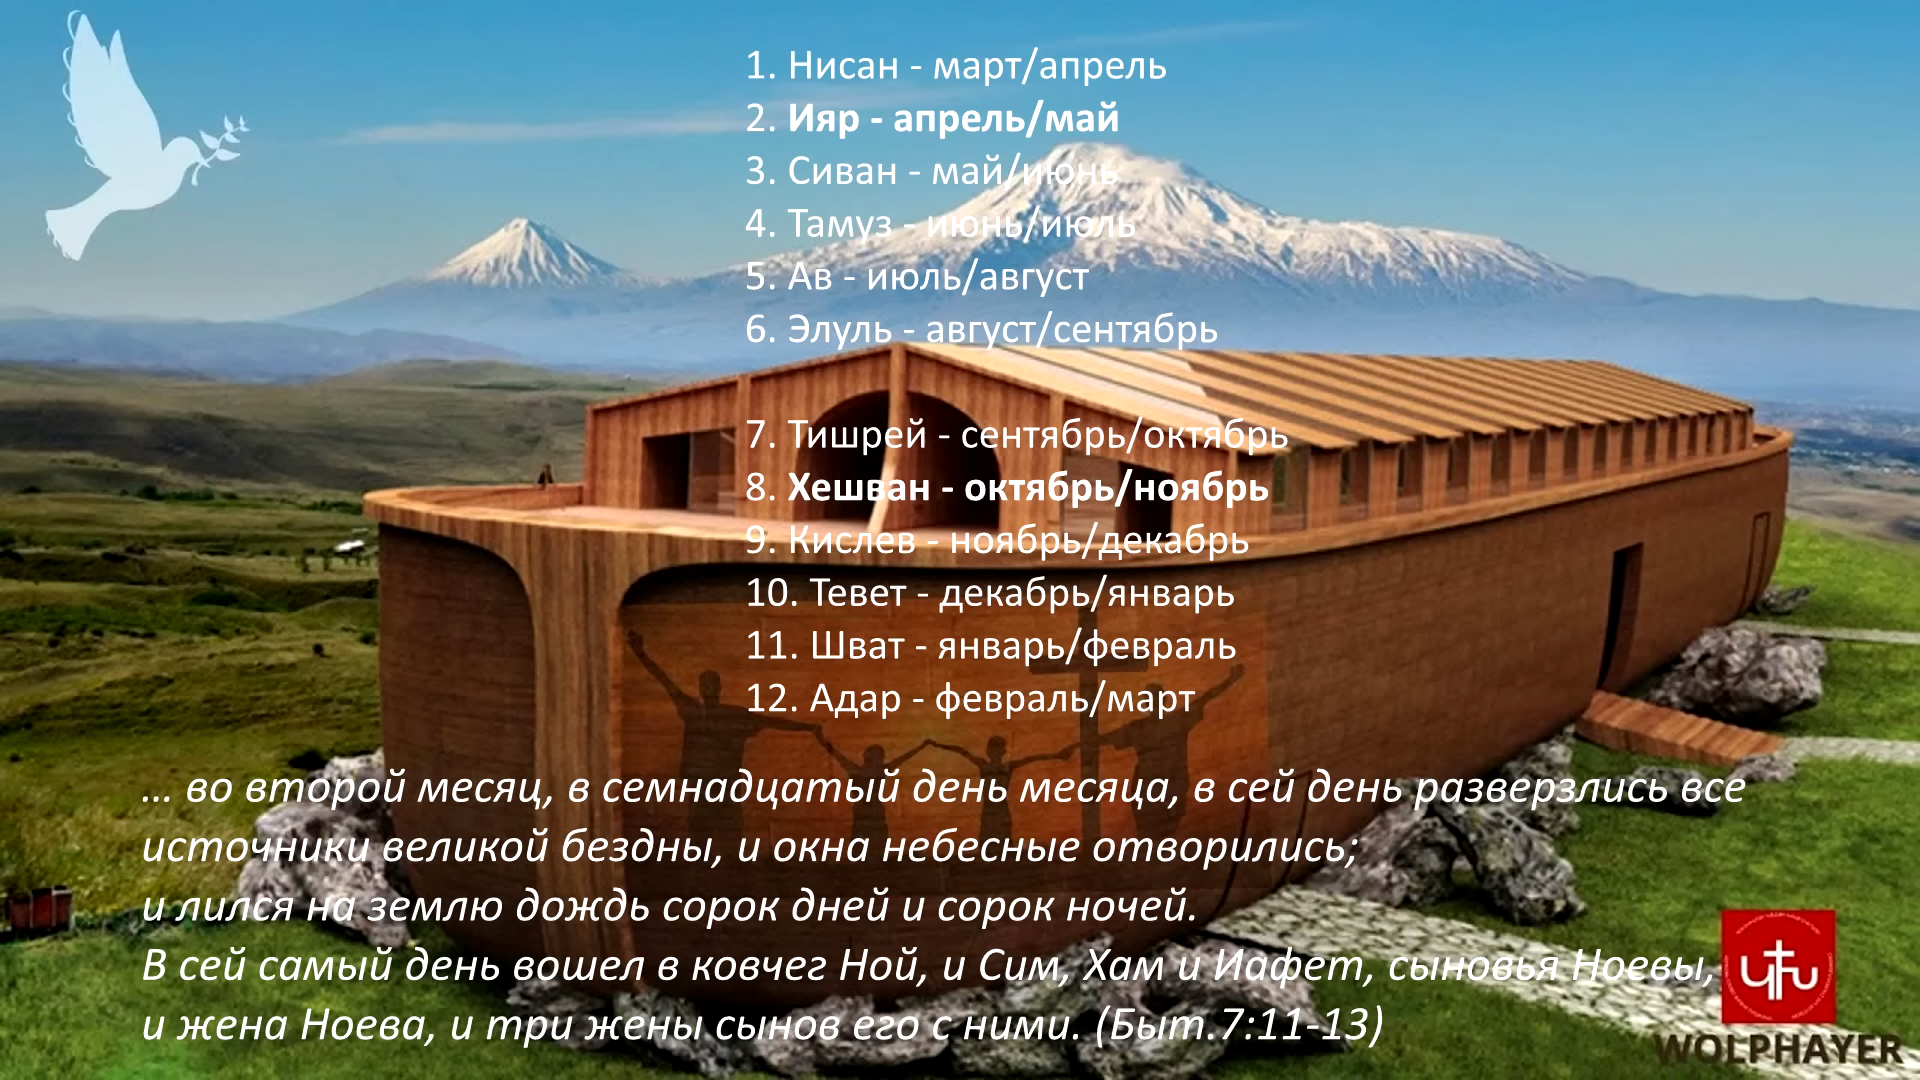 1. Нисан - март/апрель
2. Ияр - апрель/май
3. Сиван - май/июнь
4. Тамуз - июнь/июль
5. Ав - июль/август
6. Элуль - август/сентябрь
7. Тишрей - сентябрь/октябрь
8. Хешван - октябрь/ноябрь
9. Кислев - ноябрь/декабрь
10. Тевет - декабрь/январь
11. Шват - январь/февраль
12. Адар - февраль/март
... во второй месяц, в семнадцатый день месяца, в сей день разверзлись все
источники великой бездны, и окна небесные отворились;
и лился на землю дождь сорок дней и сорок ночей.
В сей самый день вошел в ковчег Ной, и Сим, Хам и Иафет, сыновья Ноевы,
и жена Ноева, и три жены сынов его с ними. (Быт.7:11-13)
WOLPHAYER